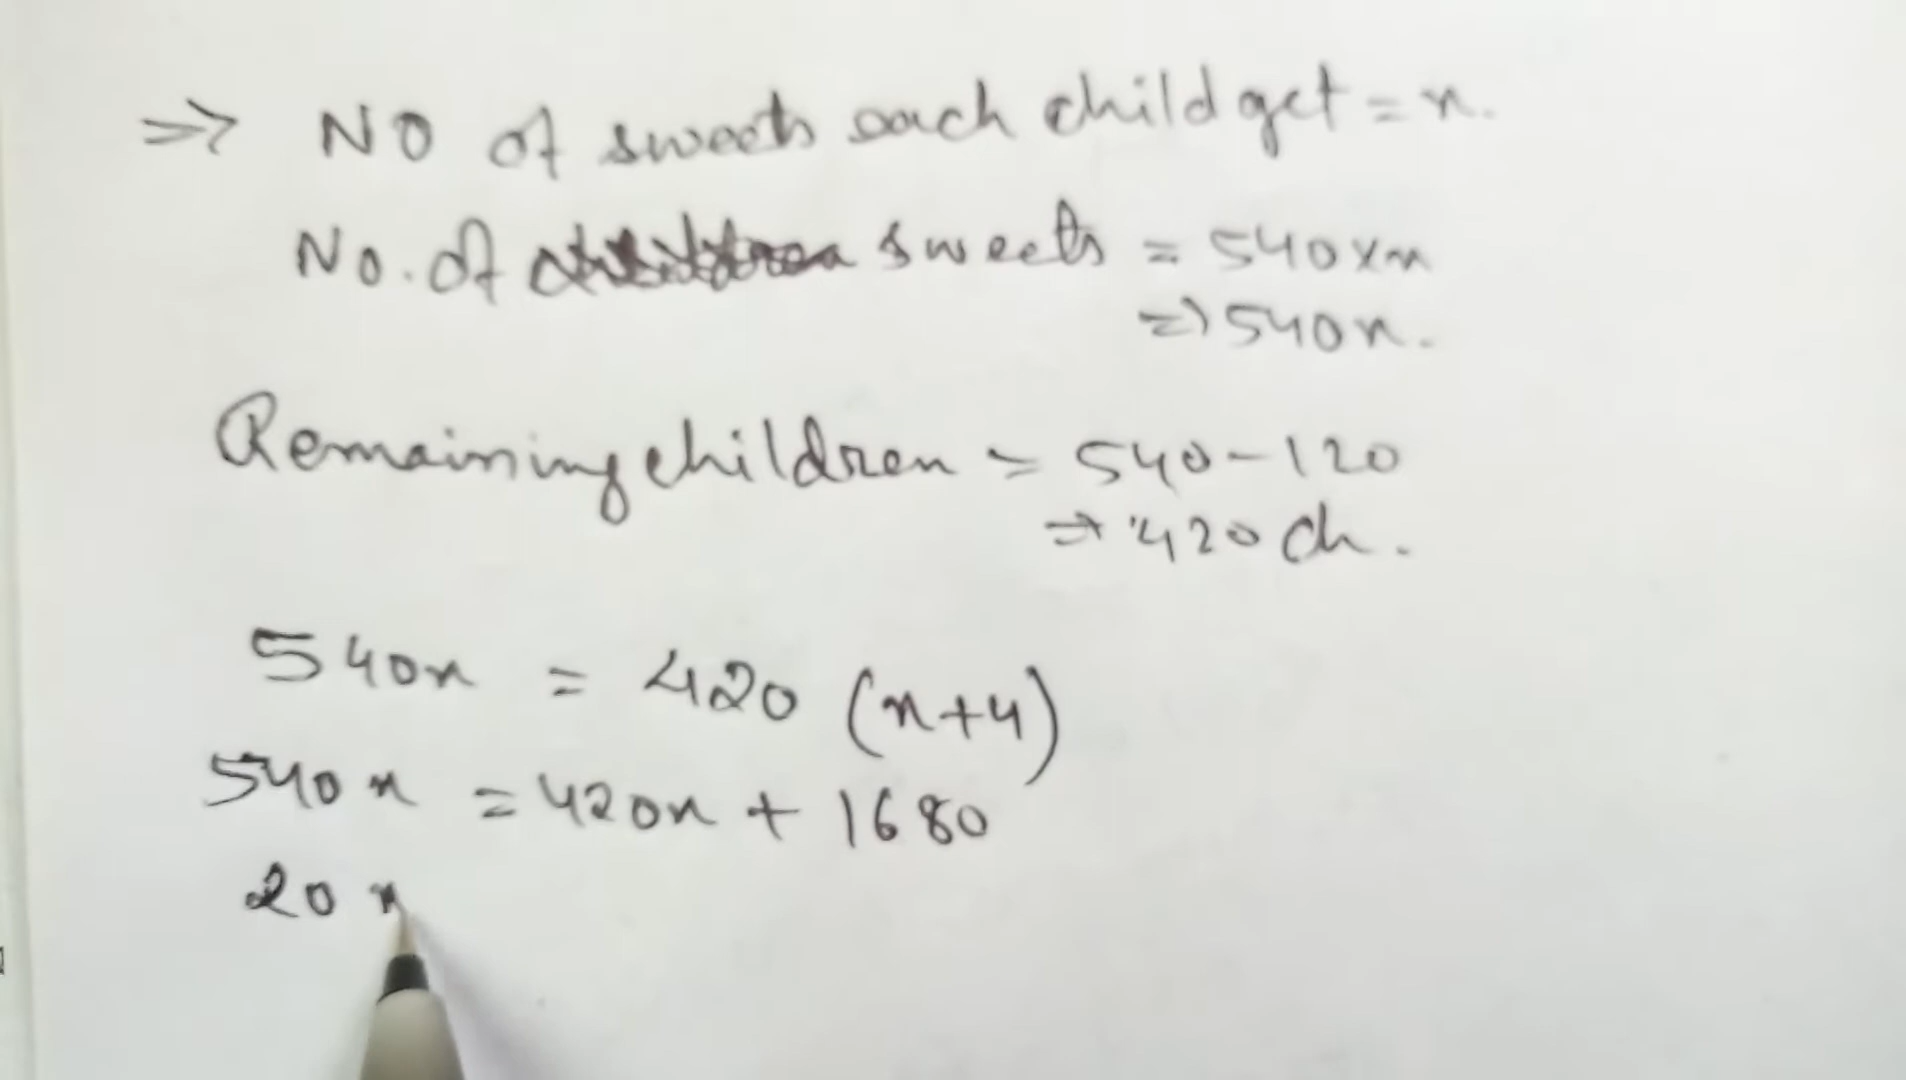 ⇒ NO of sweets each child get = x.
No. of sweets = 540 × x
⇒ 540x.
Remaining children = 540 - 120
⇒ 420 ch.
540x = 420 (x+4)
540x = 420x + 1680
20 x